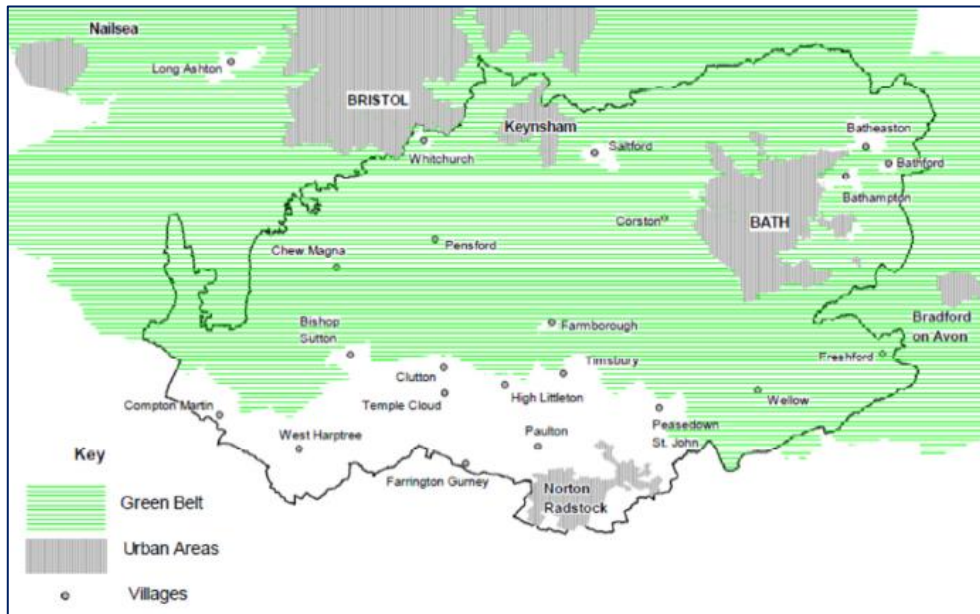 Nailsea
Long Ashton
BRISTOL
Keynsham
Batheaston
Whitchurch
Saltford
Bathford
Bathampton
Corston
BATH
Chew Magna
Pensford
Bishop
Sutton
Farmborough
Bradford
on Avon
Freshford
Timsbury
Clutton
High Littleton
Temple Cloud
Wellow
Compton Martin
Peasedown
St. John
West Harptree
Paulton
Key
Farrington Gurney
Norton
Radstock
Green Belt
Urban Areas
Villages